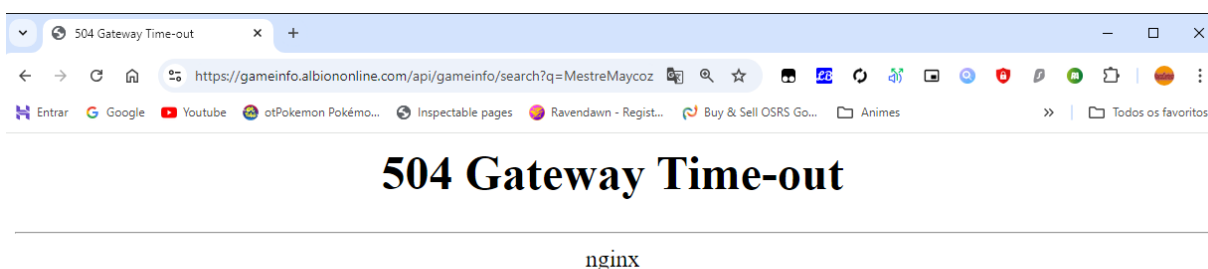 504 Gateway Time-out
https://gameinfo.albiononline.com/api/gameinfo/search?q=MestreMaycoz
Entrar Google Youtube otPokemon Pokémo... Inspectable pages Ravendawn - Regist... Buy & Sell OSRS Go... Animes » Todos os favoritos
504 Gateway Time-out
nginx